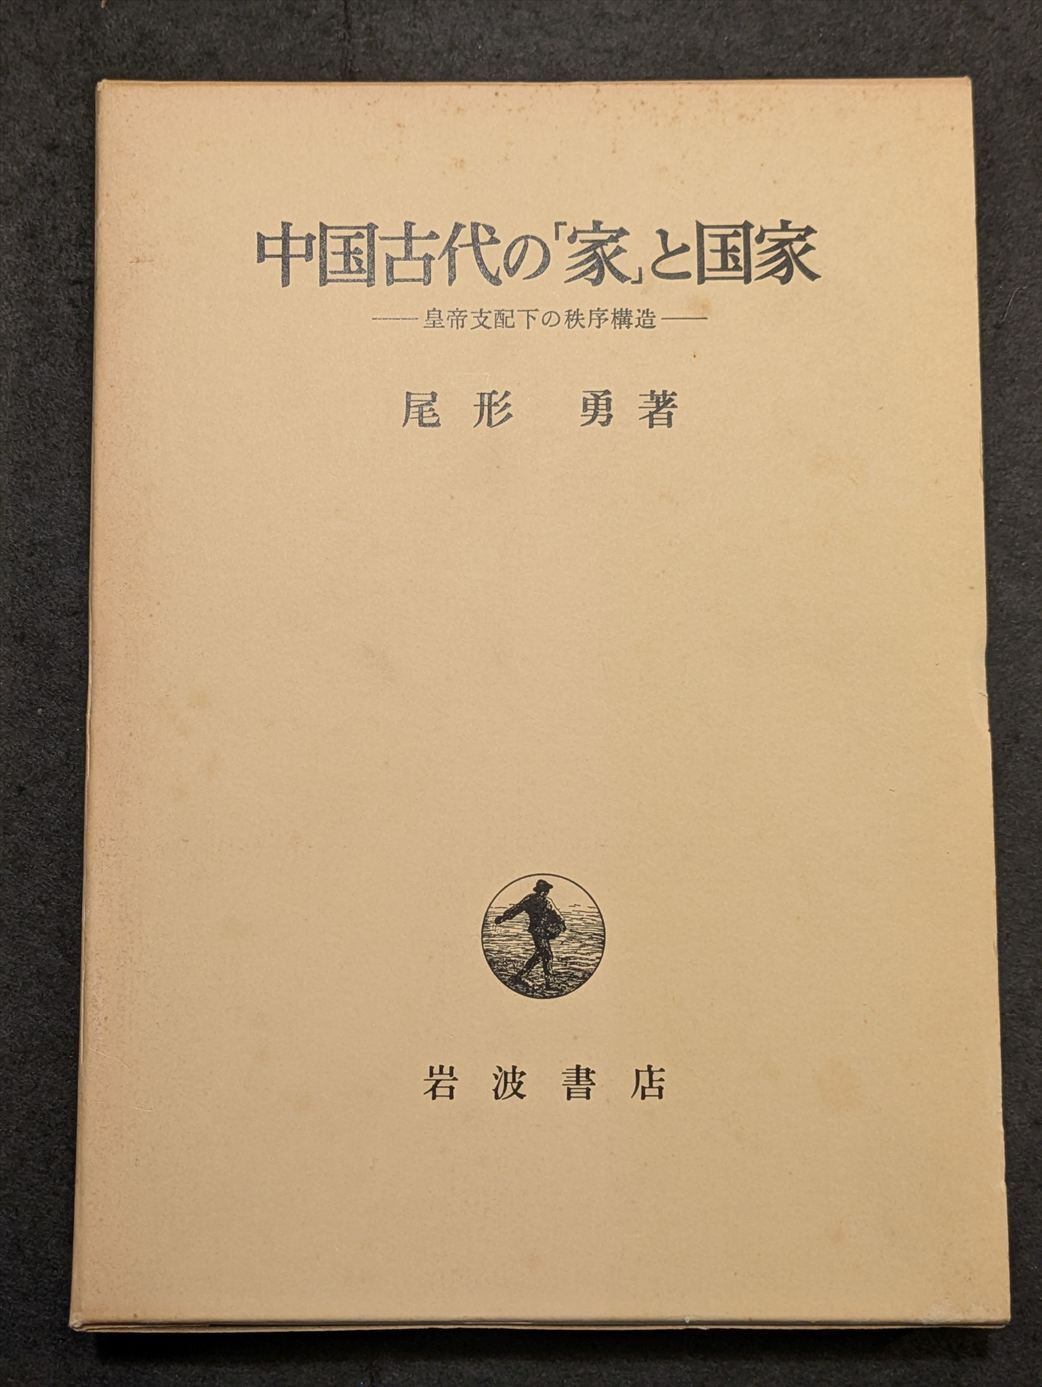 中国古代の「家」と国家
——皇帝支配下の秩序構造——
尾形 勇著
岩波書店